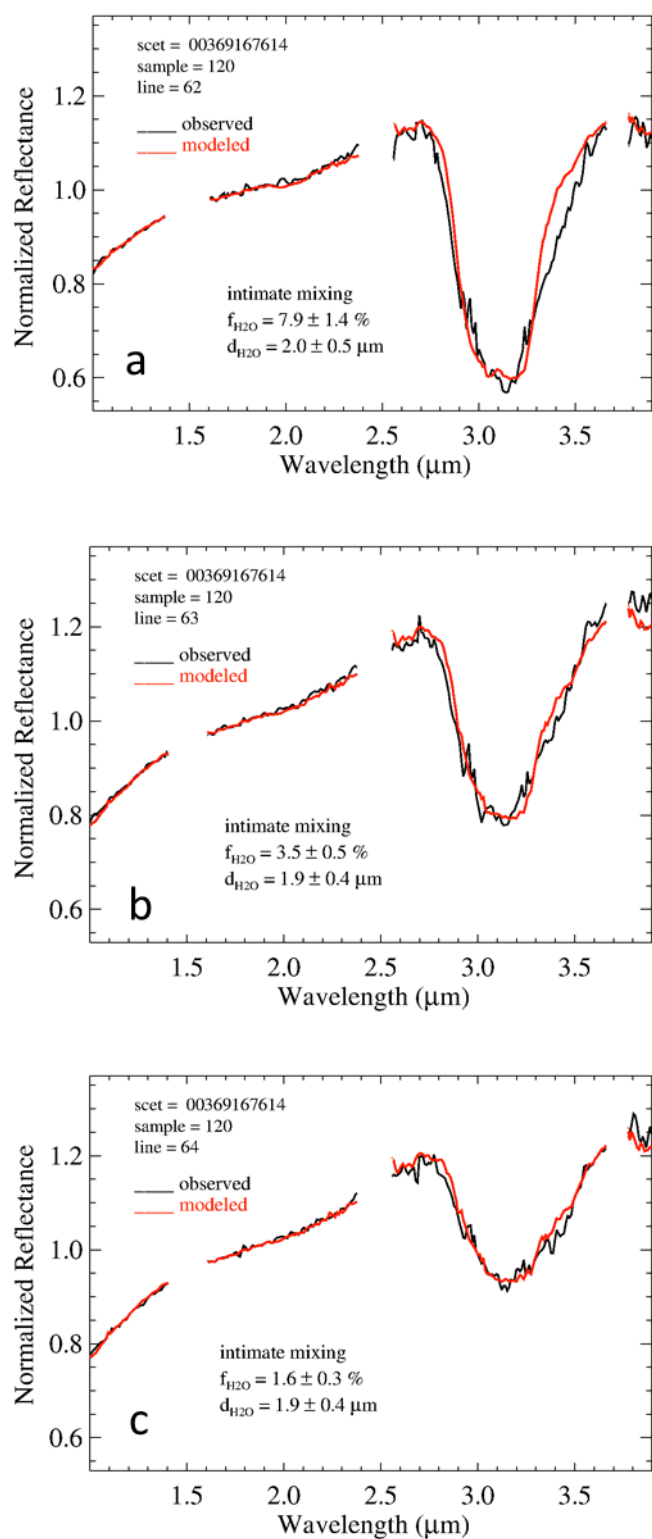 scet = 00369167614
sample = 120
line = 62
____ observed
____ modeled
intimate mixing
fH2O = 7.9 ± 1.4 %
dH2O = 2.0 ± 0.5 μm
a
Normalized Reflectance
1.2
1.0
0.8
0.6
1.5 2.0 2.5 3.0 3.5
Wavelength (μm)
scet = 00369167614
sample = 120
line = 63
____ observed
____ modeled
intimate mixing
fH2O = 3.5 ± 0.5 %
dH2O = 1.9 ± 0.4 μm
b
Normalized Reflectance
1.2
1.0
0.8
0.6
1.5 2.0 2.5 3.0 3.5
Wavelength (μm)
scet = 00369167614
sample = 120
line = 64
____ observed
____ modeled
intimate mixing
fH2O = 1.6 ± 0.3 %
dH2O = 1.9 ± 0.4 μm
c
Normalized Reflectance
1.2
1.0
0.8
0.6
1.5 2.0 2.5 3.0 3.5
Wavelength (μm)